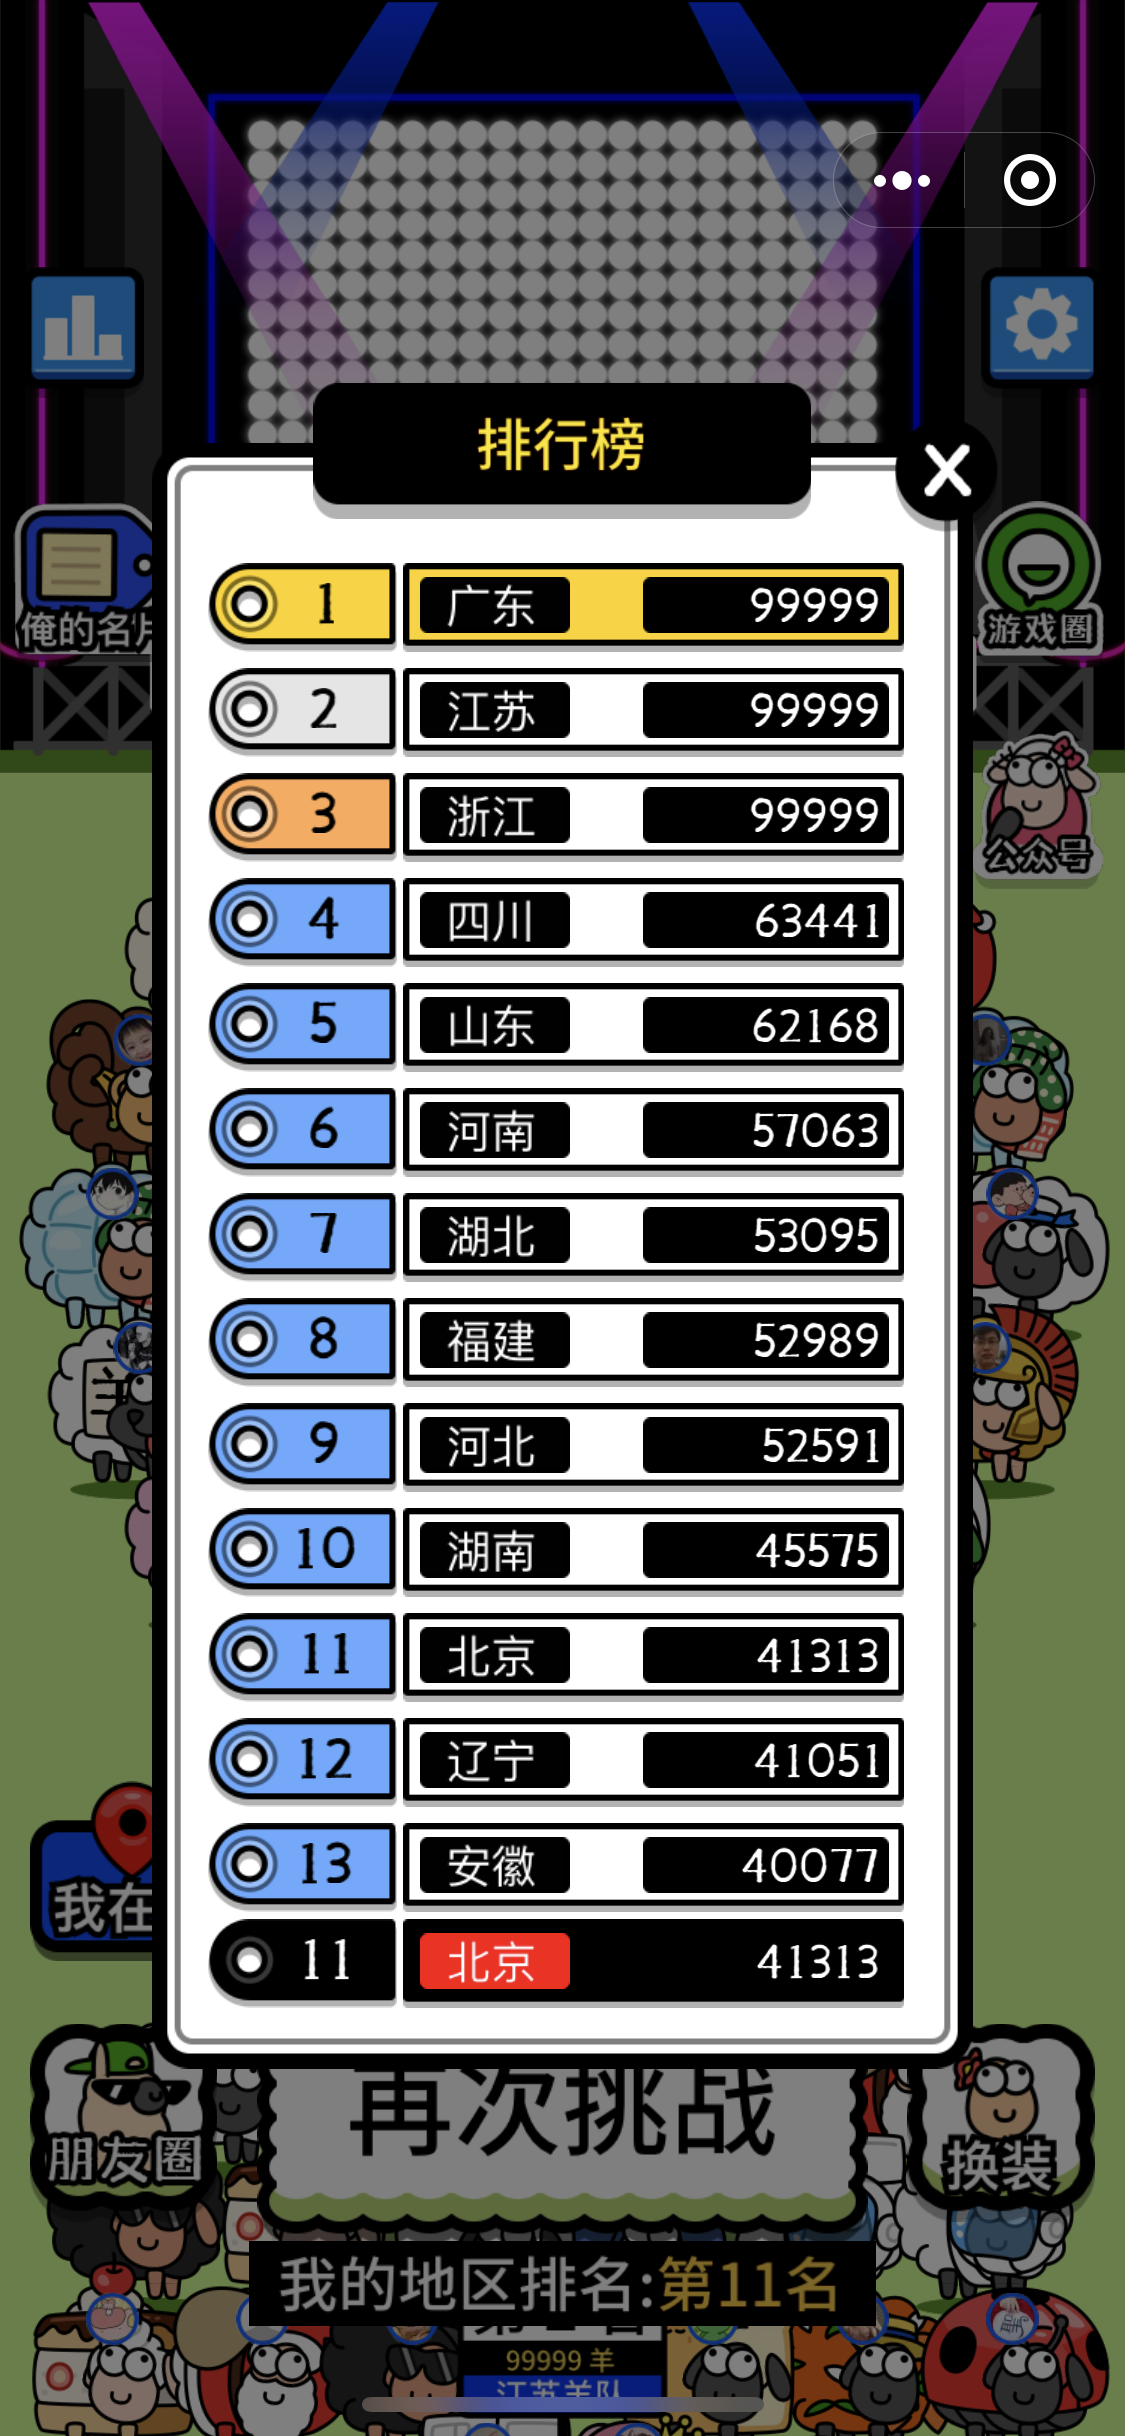 排行榜
俺的名片
游戏圈
1 广东 99999
2 江苏 99999
3 浙江 99999
公众号
4 四川 63441
5 山东 62168
6 河南 57063
7 湖北 53095
8 福建 52989
9 河北 52591
10 湖南 45575
11 北京 41313
12 辽宁 41051
13 安徽 40077
我在
11 北京 41313
再次挑战
朋友圈
换装
我的地区排名:第11名
99999 羊
江苏羊队